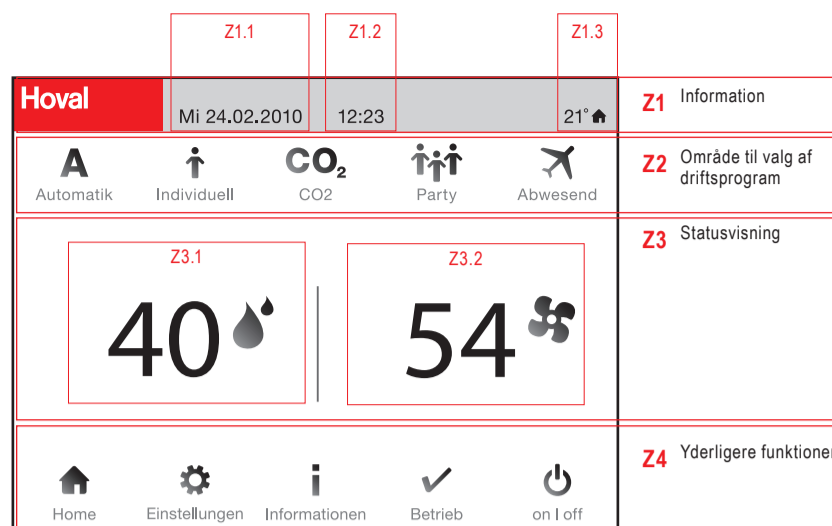 Z1.1 Z1.2 Z1.3
Hoval
Mi 24.02.2010 12:23 21°
Z1 Information
A CO₂
Automatik Individuell CO2 Party Abwesend
Z2 Område til valg af
driftsprogram
Z3 Statusvisning
Z3.1 Z3.2
40 54
Z4 Yderligere funktioner
Home Einstellungen Informationen Betrieb on I off